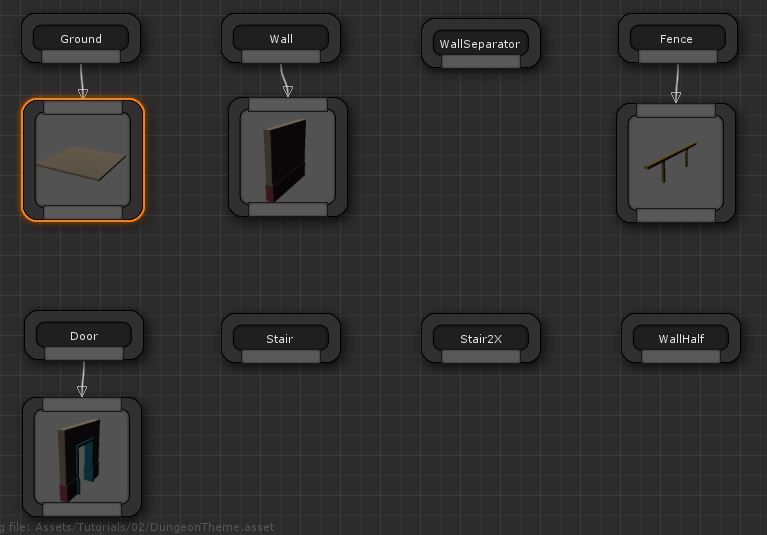 Ground
Wall
WallSeparator
Fence
Door
Stair
Stair2X
WallHalf
g file: Assets/Tutorials/02/DungeonTheme.asset